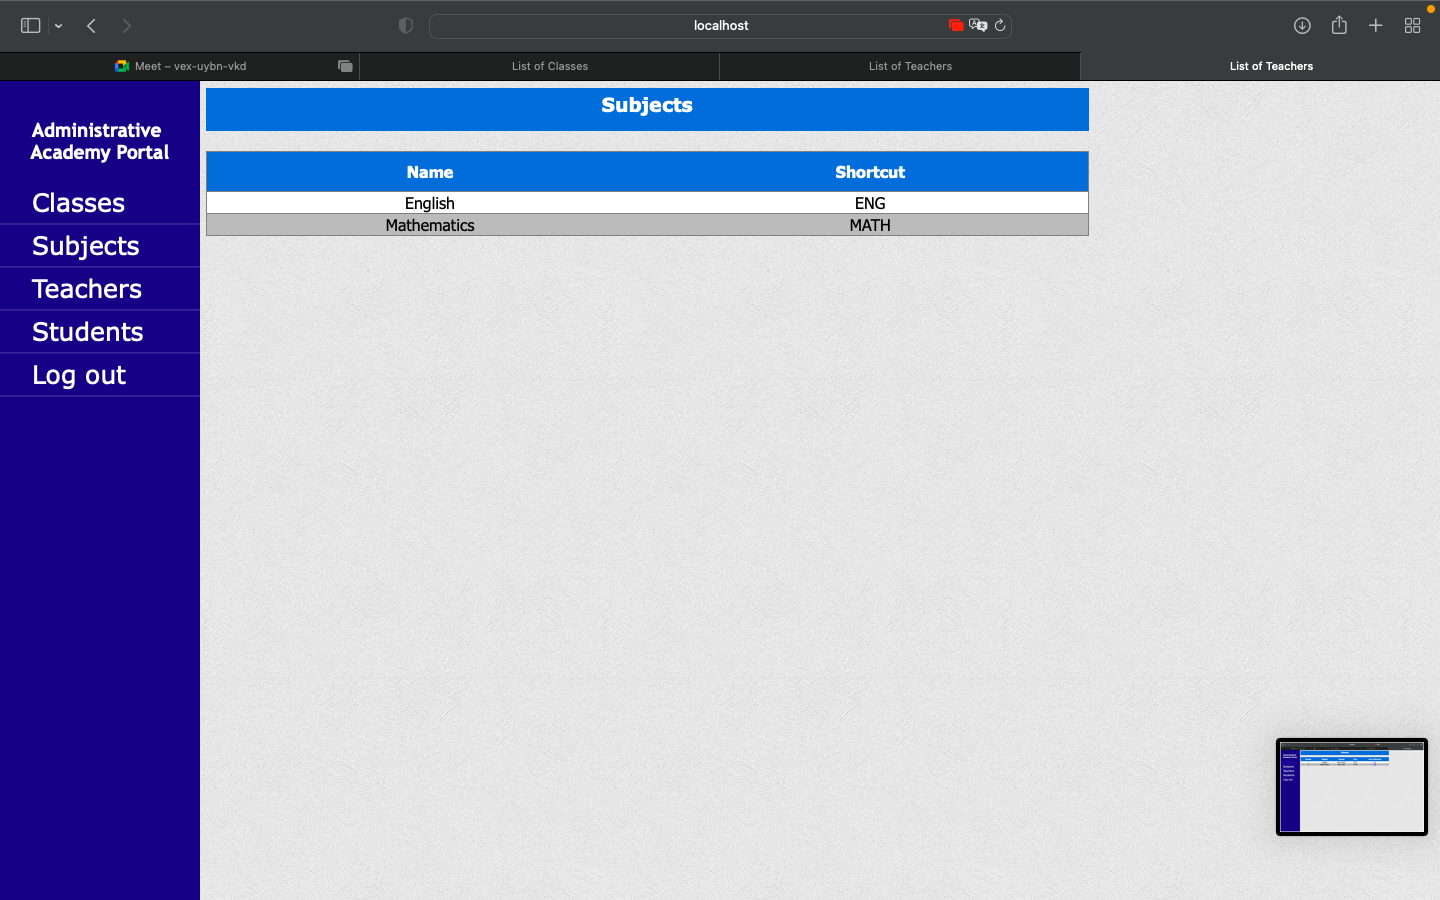 localhost
Meet – vex-uybn-vkd
List of Classes
List of Teachers
List of Teachers
Administrative
Academy Portal
Classes
Subjects
Teachers
Students
Log out
Subjects
Name Shortcut
English ENG
Mathematics MATH